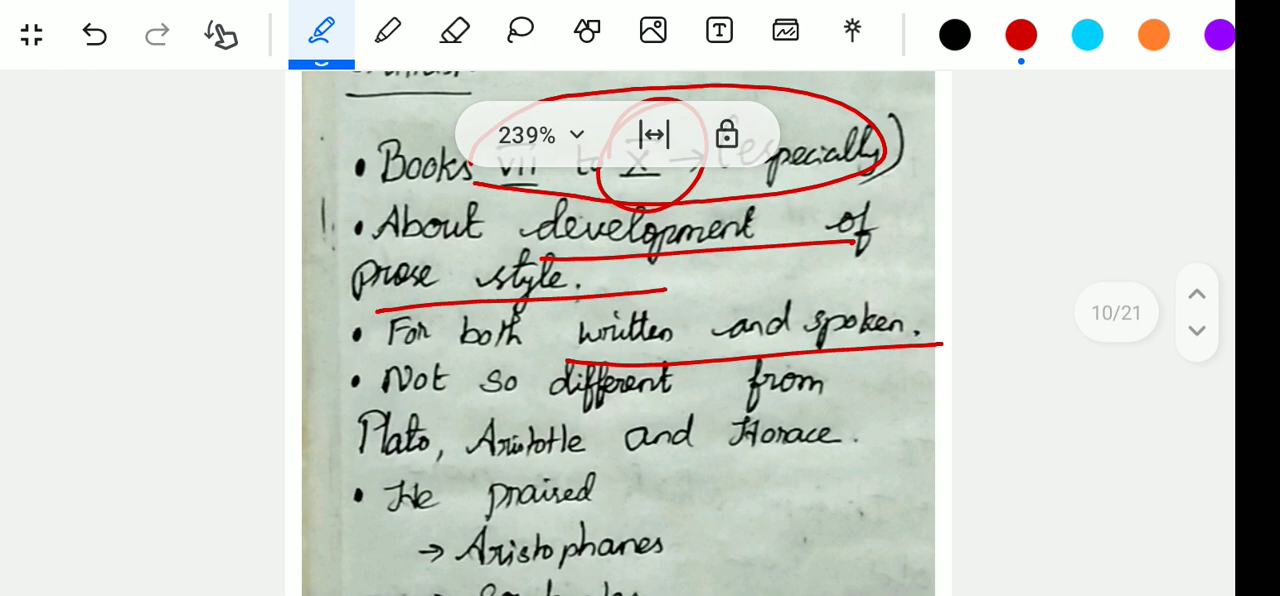 • Books VII to X → (especially)
• About development of
prose style.
• For both written and spoken.
• Not so different from
Plato, Aristotle and Horace.
• He praised
→ Aristophanes
239%
10/21
T